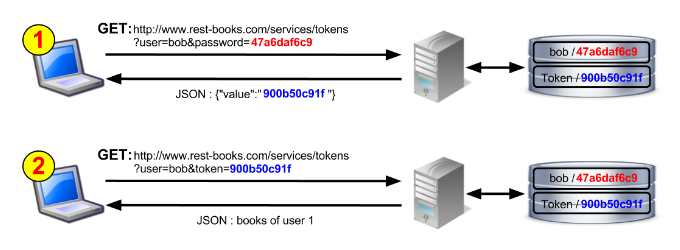 1
GET: http://www.rest-books.com/services/tokens
?user=bob&password=47a6daf6c9
JSON : {"value":"900b50c91f "}
bob / 47a6daf6c9
Token / 900b50c91f
2
GET: http://www.rest-books.com/services/tokens
?user=bob&token=900b50c91f
JSON : books of user 1
bob / 47a6daf6c9
Token / 900b50c91f